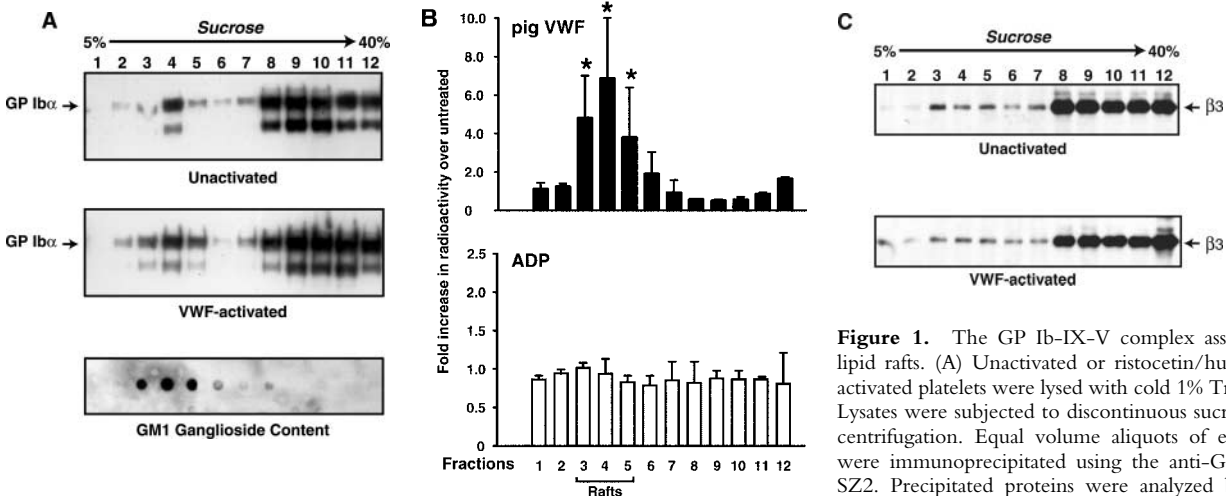 A
Sucrose
5% 40%
1 2 3 4 5 6 7 8 9 10 11 12
GP Ibα
Unactivated
GP Ibα
VWF-activated
GM1 Ganglioside Content
B
Fold increase in radioactivity over untreated
pig VWF
10.0
8.0
6.0
4.0
2.0
0
* * *
ADP
2.5
2.0
1.5
1.0
0.5
0
Fractions 1 2 3 4 5 6 7 8 9 10 11 12
Rafts
C
Sucrose
5% 40%
1 2 3 4 5 6 7 8 9 10 11 12
β3
Unactivated
β3
VWF-activated
Figure 1. The GP Ib-IX-V complex ass
lipid rafts. (A) Unactivated or ristocetin/hu
activated platelets were lysed with cold 1% Tr
Lysates were subjected to discontinuous sucr
centrifugation. Equal volume aliquots of e
were immunoprecipitated using the anti-G
SZ2. Precipitated proteins were analyzed